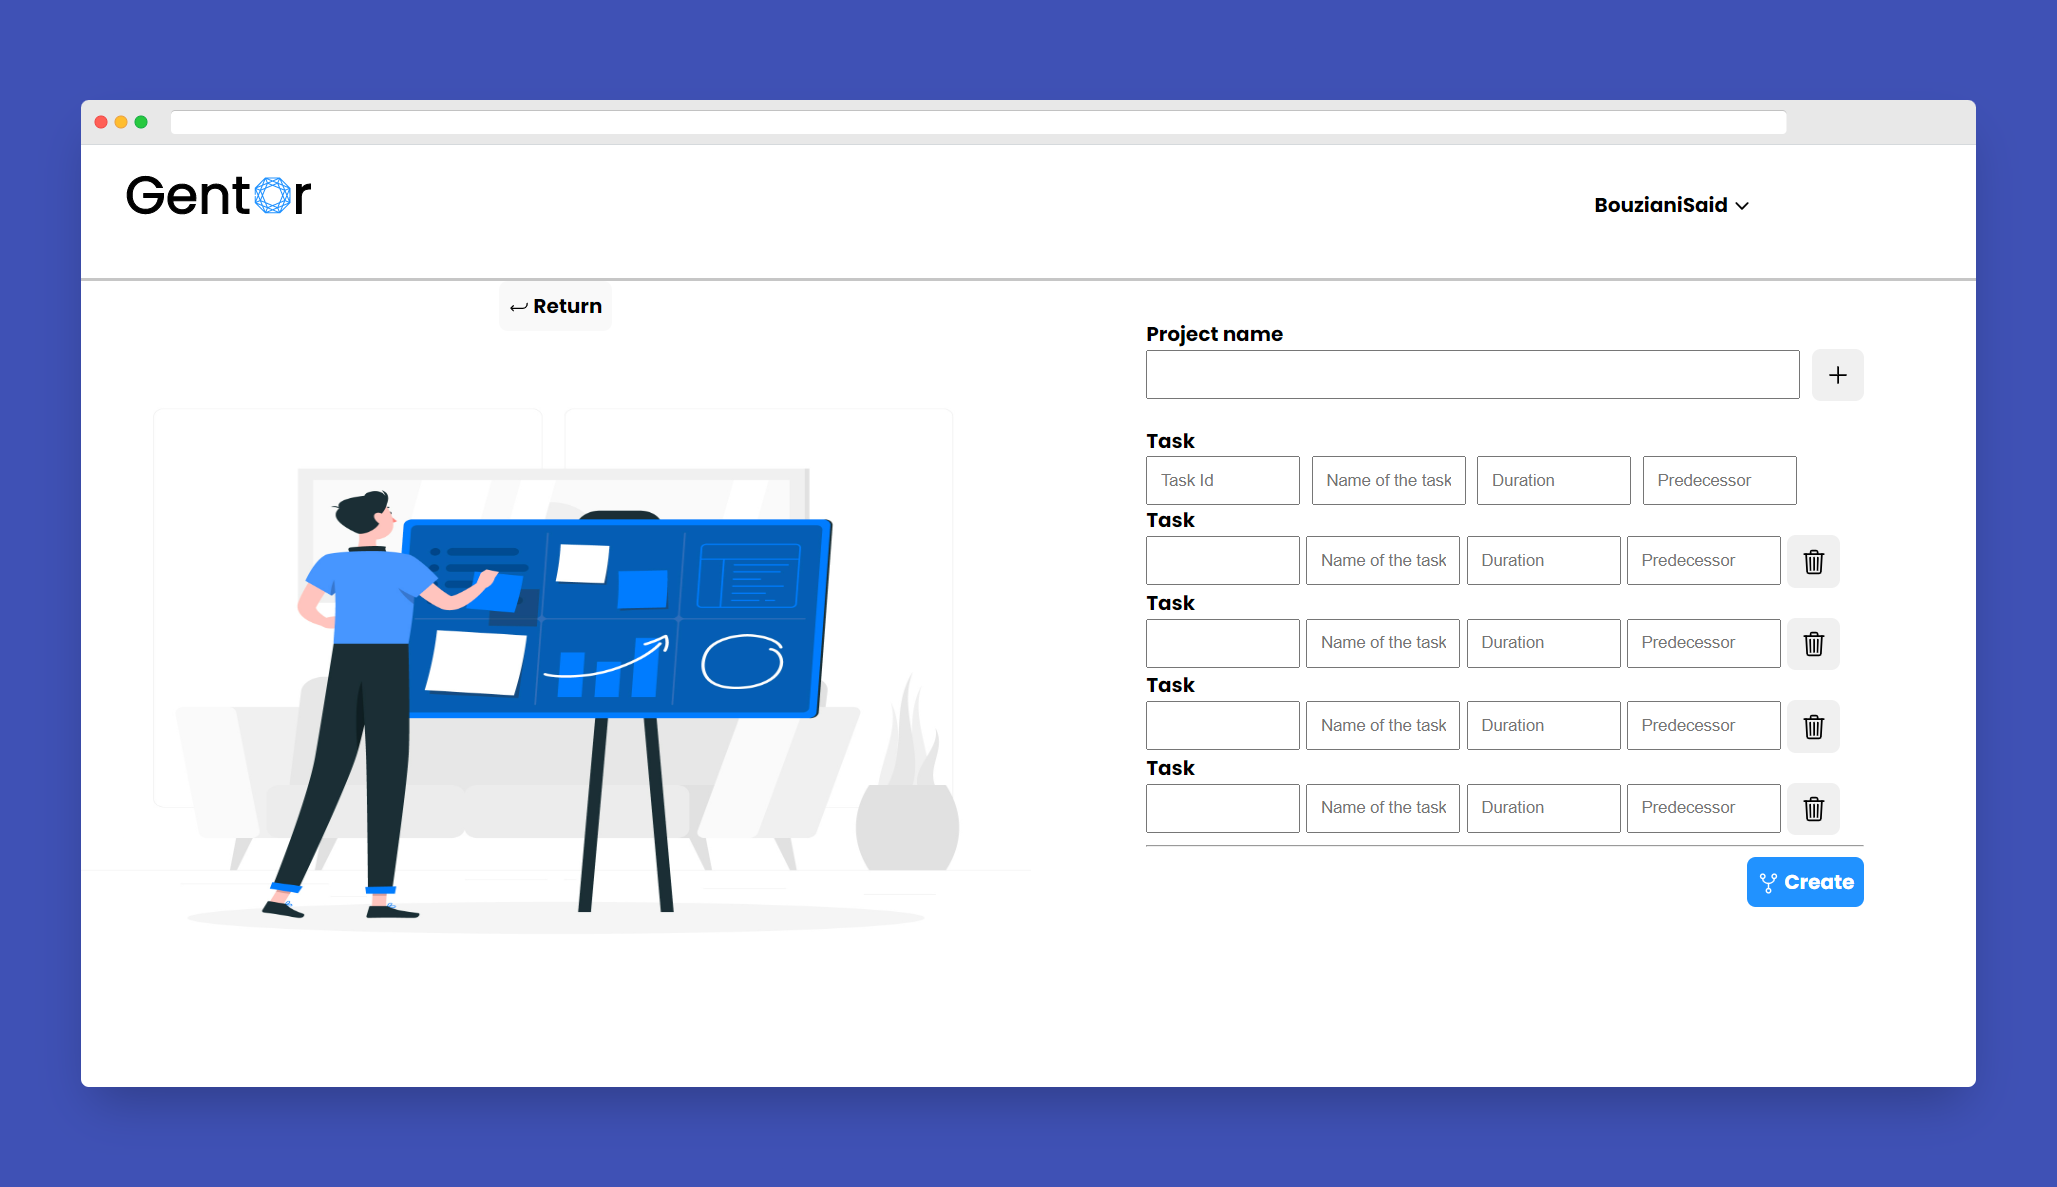 Gentor
BouzianiSaid
Return
Project name
Task
Task Id Name of the task Duration Predecessor
Task
Name of the task Duration Predecessor
Task
Name of the task Duration Predecessor
Task
Name of the task Duration Predecessor
Task
Name of the task Duration Predecessor
Create